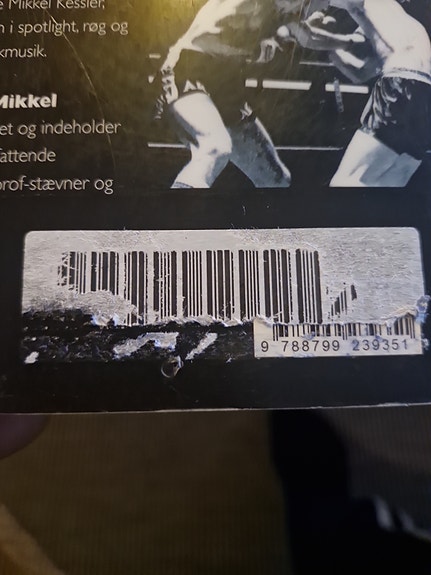 e Mikkel Kessler,
n i spotlight, røg og
kmusik.
Mikkel
et og indeholder
fattende
prof-stævner og
9 788799 239351